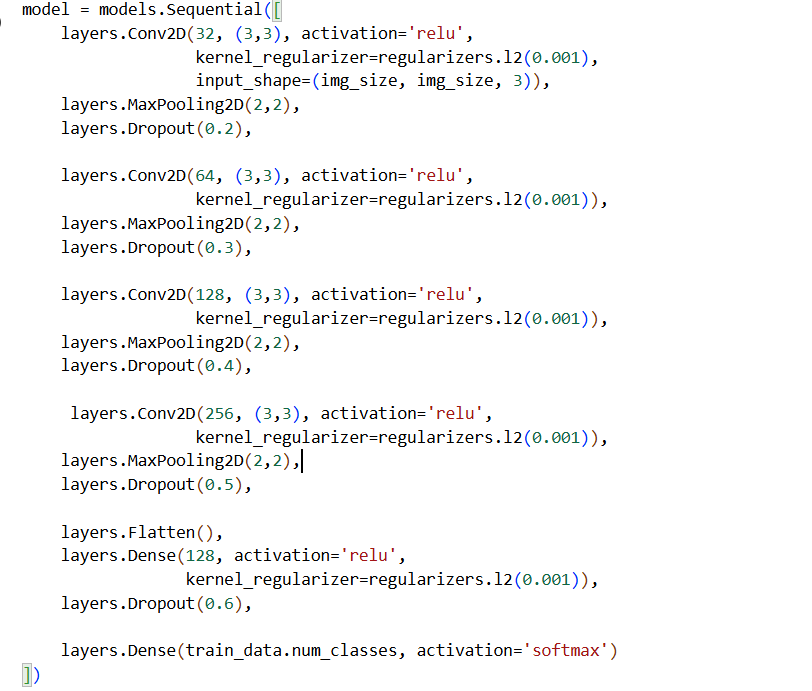 model = models.Sequential([
    layers.Conv2D(32, (3,3), activation='relu',
                  kernel_regularizer=regularizers.l2(0.001),
                  input_shape=(img_size, img_size, 3)),
    layers.MaxPooling2D(2,2),
    layers.Dropout(0.2),

    layers.Conv2D(64, (3,3), activation='relu',
                  kernel_regularizer=regularizers.l2(0.001)),
    layers.MaxPooling2D(2,2),
    layers.Dropout(0.3),

    layers.Conv2D(128, (3,3), activation='relu',
                  kernel_regularizer=regularizers.l2(0.001)),
    layers.MaxPooling2D(2,2),
    layers.Dropout(0.4),

     layers.Conv2D(256, (3,3), activation='relu',
                  kernel_regularizer=regularizers.l2(0.001)),
    layers.MaxPooling2D(2,2),
    layers.Dropout(0.5),

    layers.Flatten(),
    layers.Dense(128, activation='relu',
                 kernel_regularizer=regularizers.l2(0.001)),
    layers.Dropout(0.6),

    layers.Dense(train_data.num_classes, activation='softmax')
])